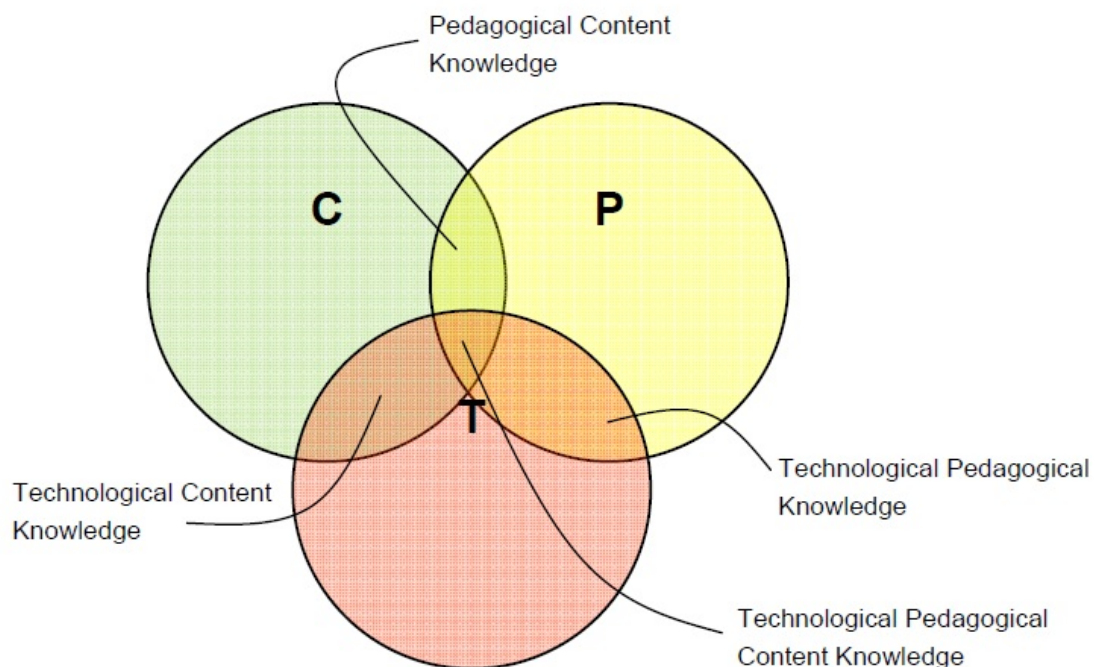 Pedagogical Content
Knowledge
C
P
T
Technological Content
Knowledge
Technological Pedagogical
Knowledge
Technological Pedagogical
Content Knowledge